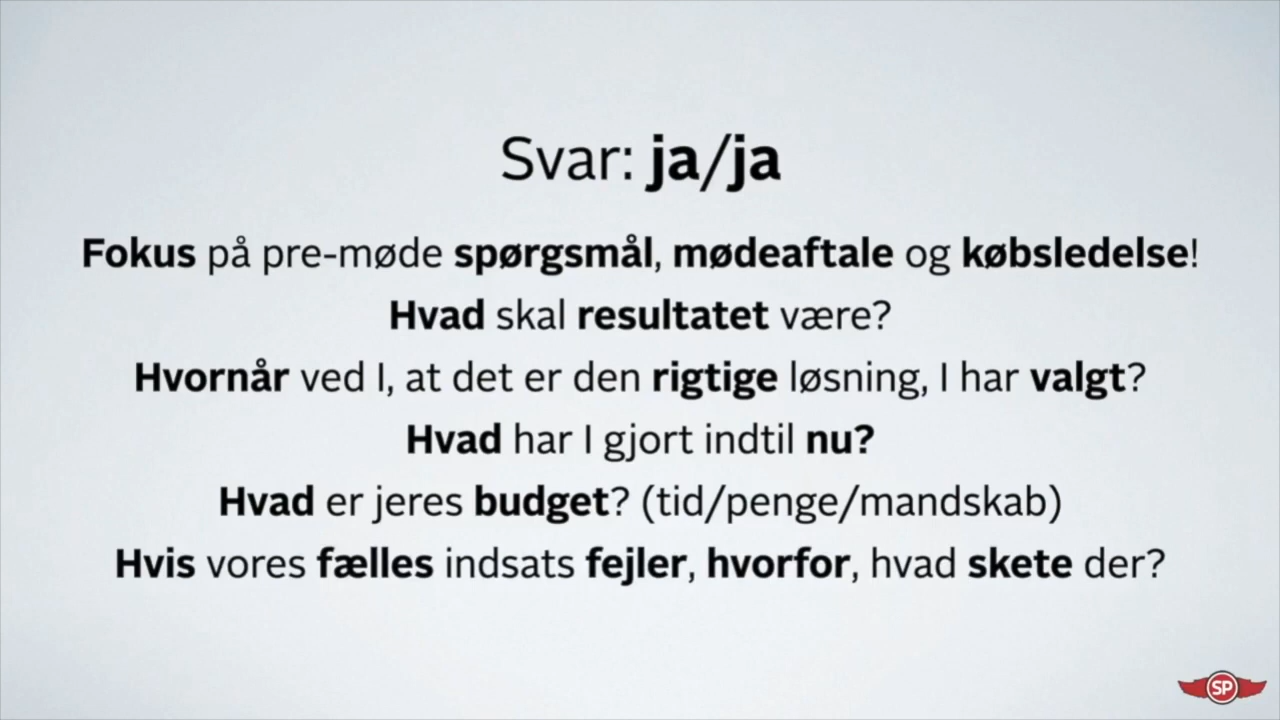 Svar: ja/ja
Fokus på pre-møde spørgsmål, mødeaftale og købsledelse!
Hvad skal resultatet være?
Hvornår ved I, at det er den rigtige løsning, I har valgt?
Hvad har I gjort indtil nu?
Hvad er jeres budget? (tid/penge/mandskab)
Hvis vores fælles indsats fejler, hvorfor, hvad skete der?
SP